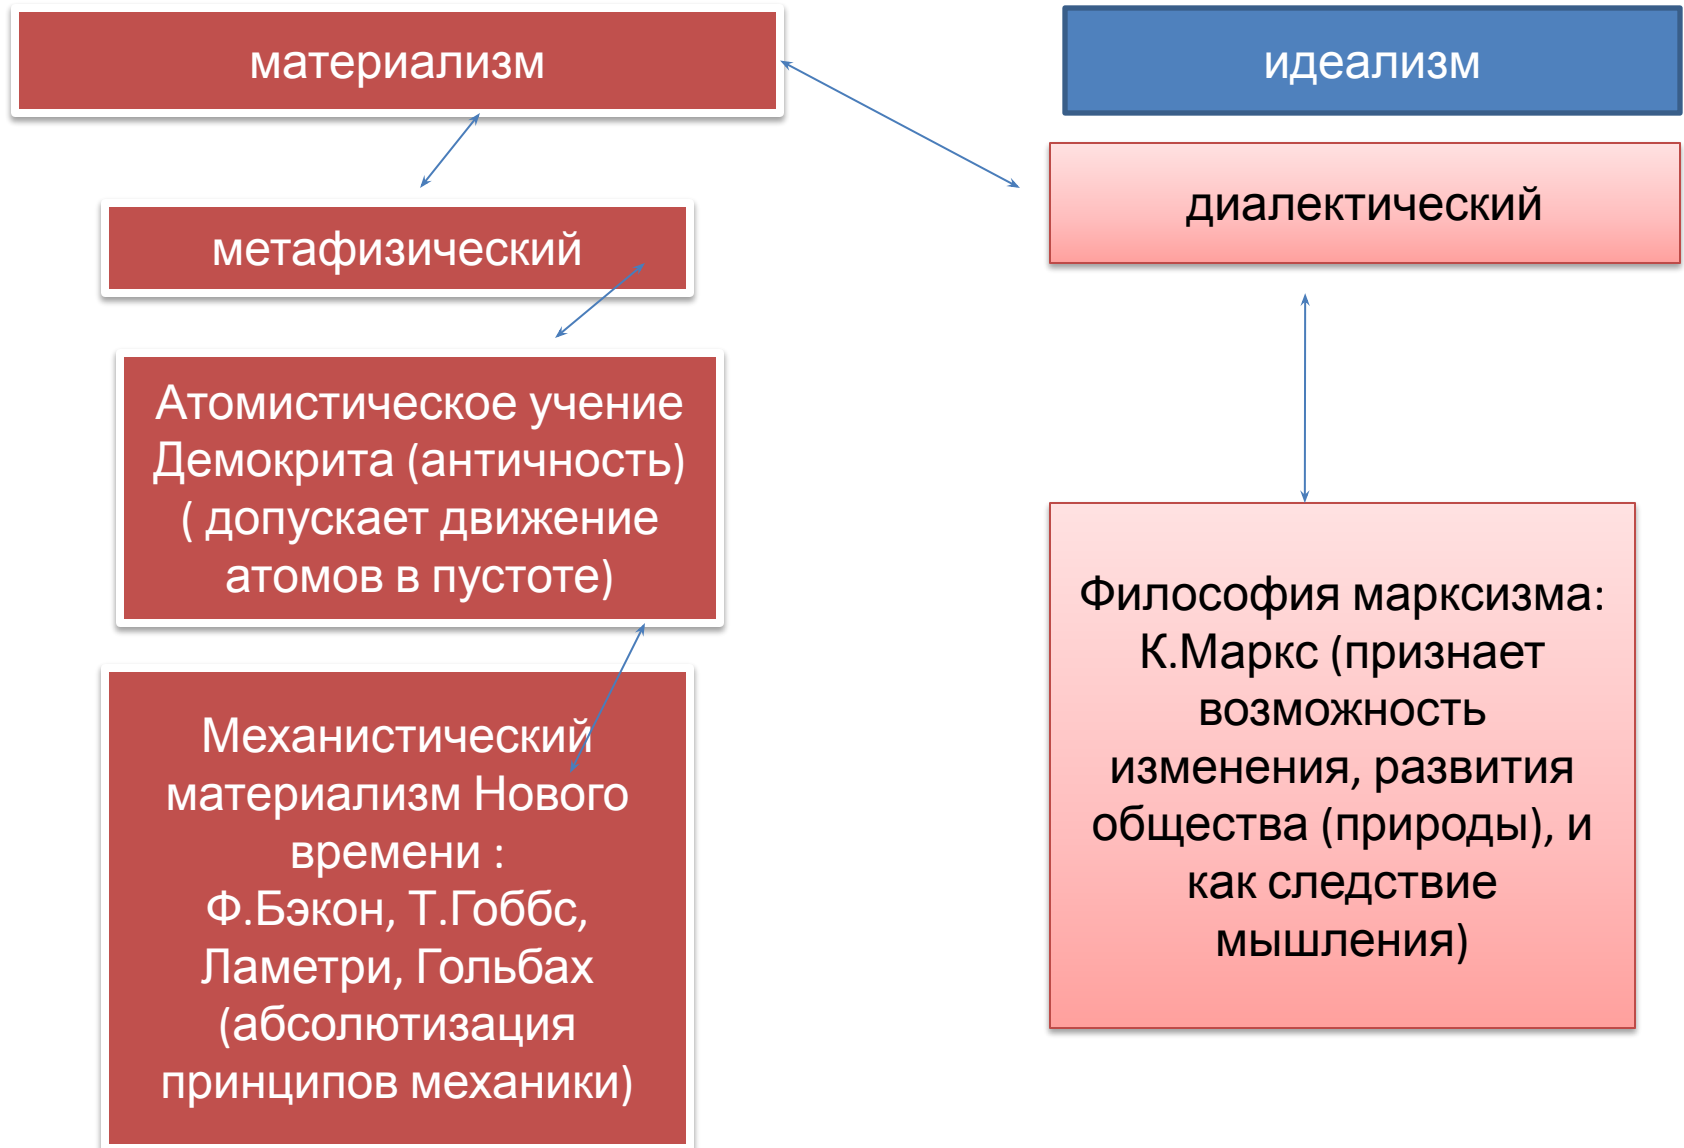 материализм
идеализм
диалектический
метафизический
Атомистическое учение
Демокрита (античность)
( допускает движение
атомов в пустоте)
Философия марксизма:
К.Маркс (признает
возможность
изменения, развития
общества (природы), и
как следствие
мышления)
Механистический
материализм Нового
времени :
Ф.Бэкон, Т.Гоббс,
Ламетри, Гольбах
(абсолютизация
принципов механики)